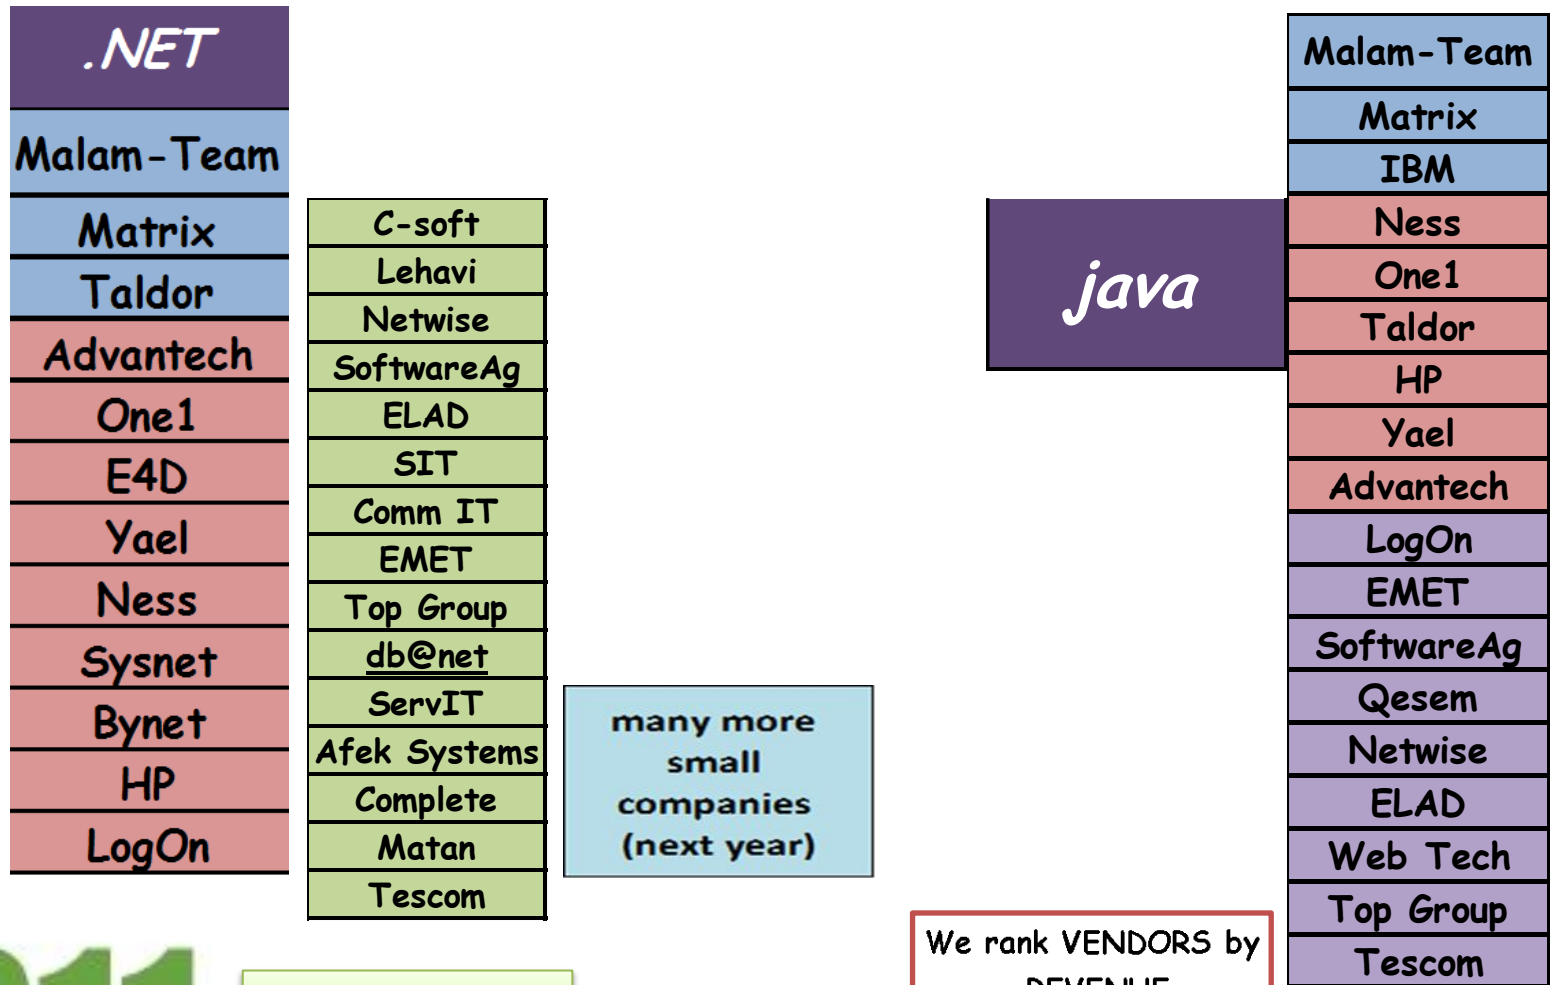 .NET
Malam-Team
Matrix
Taldor
Advantech
One1
E4D
Yael
Ness
Sysnet
Bynet
HP
LogOn
C-soft
Lehavi
Netwise
SoftwareAg
ELAD
SIT
Comm IT
EMET
Top Group
db@net
ServIT
Afek Systems
Complete
Matan
Tescom
many more
small
companies
(next year)
java
Malam-Team
Matrix
IBM
Ness
One1
Taldor
HP
Yael
Advantech
LogOn
EMET
SoftwareAg
Qesem
Netwise
ELAD
Web Tech
Top Group
Tescom
We rank VENDORS by
REVENUE